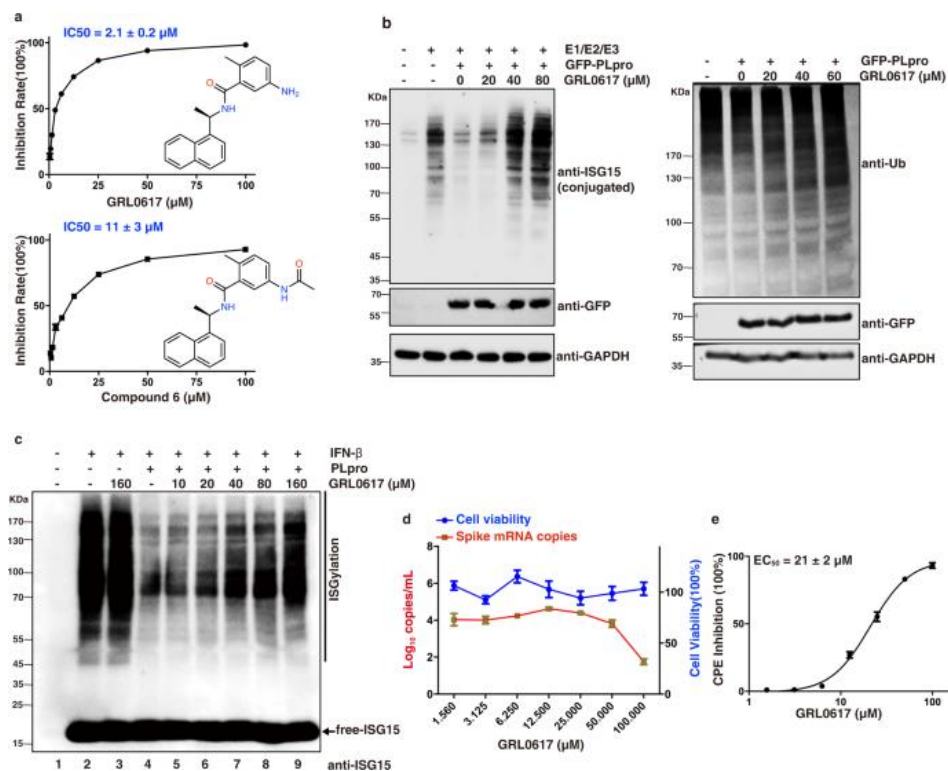 a
IC50 = 2.1 ± 0.2 µM
Inhibition Rate(100%)
100
50
0
0 25 50 75 100
GRL0617 (µM)
O
NH
NH2
IC50 = 11 ± 3 µM
Inhibition Rate(100%)
100
50
0
0 25 50 75 100
Compound 6 (µM)
O
NH
N
H
O
b
- + + + + + E1/E2/E3
- - + + + + GFP-PLpro
0 20 40 80 GRL0617 (µM)
KDa
170
130
100
70
55
45
35
anti-ISG15
(conjugated)
70
55
anti-GFP
35
anti-GAPDH
- + + + + GFP-PLpro
- 0 20 40 60 GRL0617 (µM)
KDa
170
130
100
70
anti-Ub
70
55
anti-GFP
35
anti-GAPDH
c
- + + + + + + + + IFN-β
- - - + + + + + + PLpro
- - 160 - 10 20 40 80 160 GRL0617 (µM)
KDa
170
130
100
70
55
45
35
25
15
ISGylation
free-ISG15
1 2 3 4 5 6 7 8 9 anti-ISG15
d
Cell viability
Spike mRNA copies
Log10 copies/mL
8
6
4
2
0
Cell Viability(100%)
100
50
0
1.560 3.125 6.250 12.500 25.000 50.000 100.000
GRL0617 (µM)
e
EC50 = 21 ± 2 µM
CPE Inhibition (100%)
100
50
0
10 100
GRL0617 (µM)